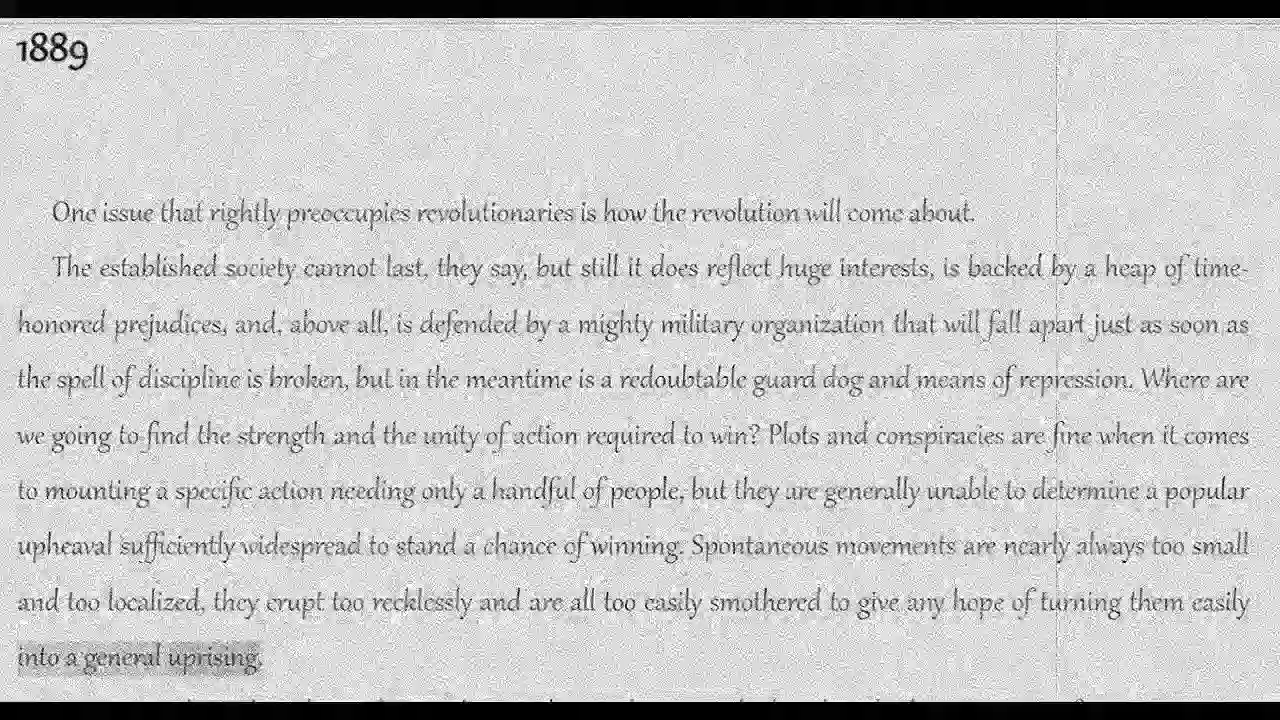 1889
One issue that rightly preoccupies revolutionaries is how the revolution will come about.
The established society cannot last, they say, but still it does reflect huge interests, is backed by a heap of time-
honored prejudices, and, above all, is defended by a mighty military organization that will fall apart just as soon as
the spell of discipline is broken, but in the meantime is a redoubtable guard dog and means of repression. Where are
we going to find the strength and the unity of action required to win? Plots and conspiracies are fine when it comes
to mounting a specific action needing only a handful of people, but they are generally unable to determine a popular
upheaval sufficiently widespread to stand a chance of winning. Spontaneous movements are nearly always too small
and too localized, they erupt too recklessly and are all too easily smothered to give any hope of turning them easily
into a general uprising.